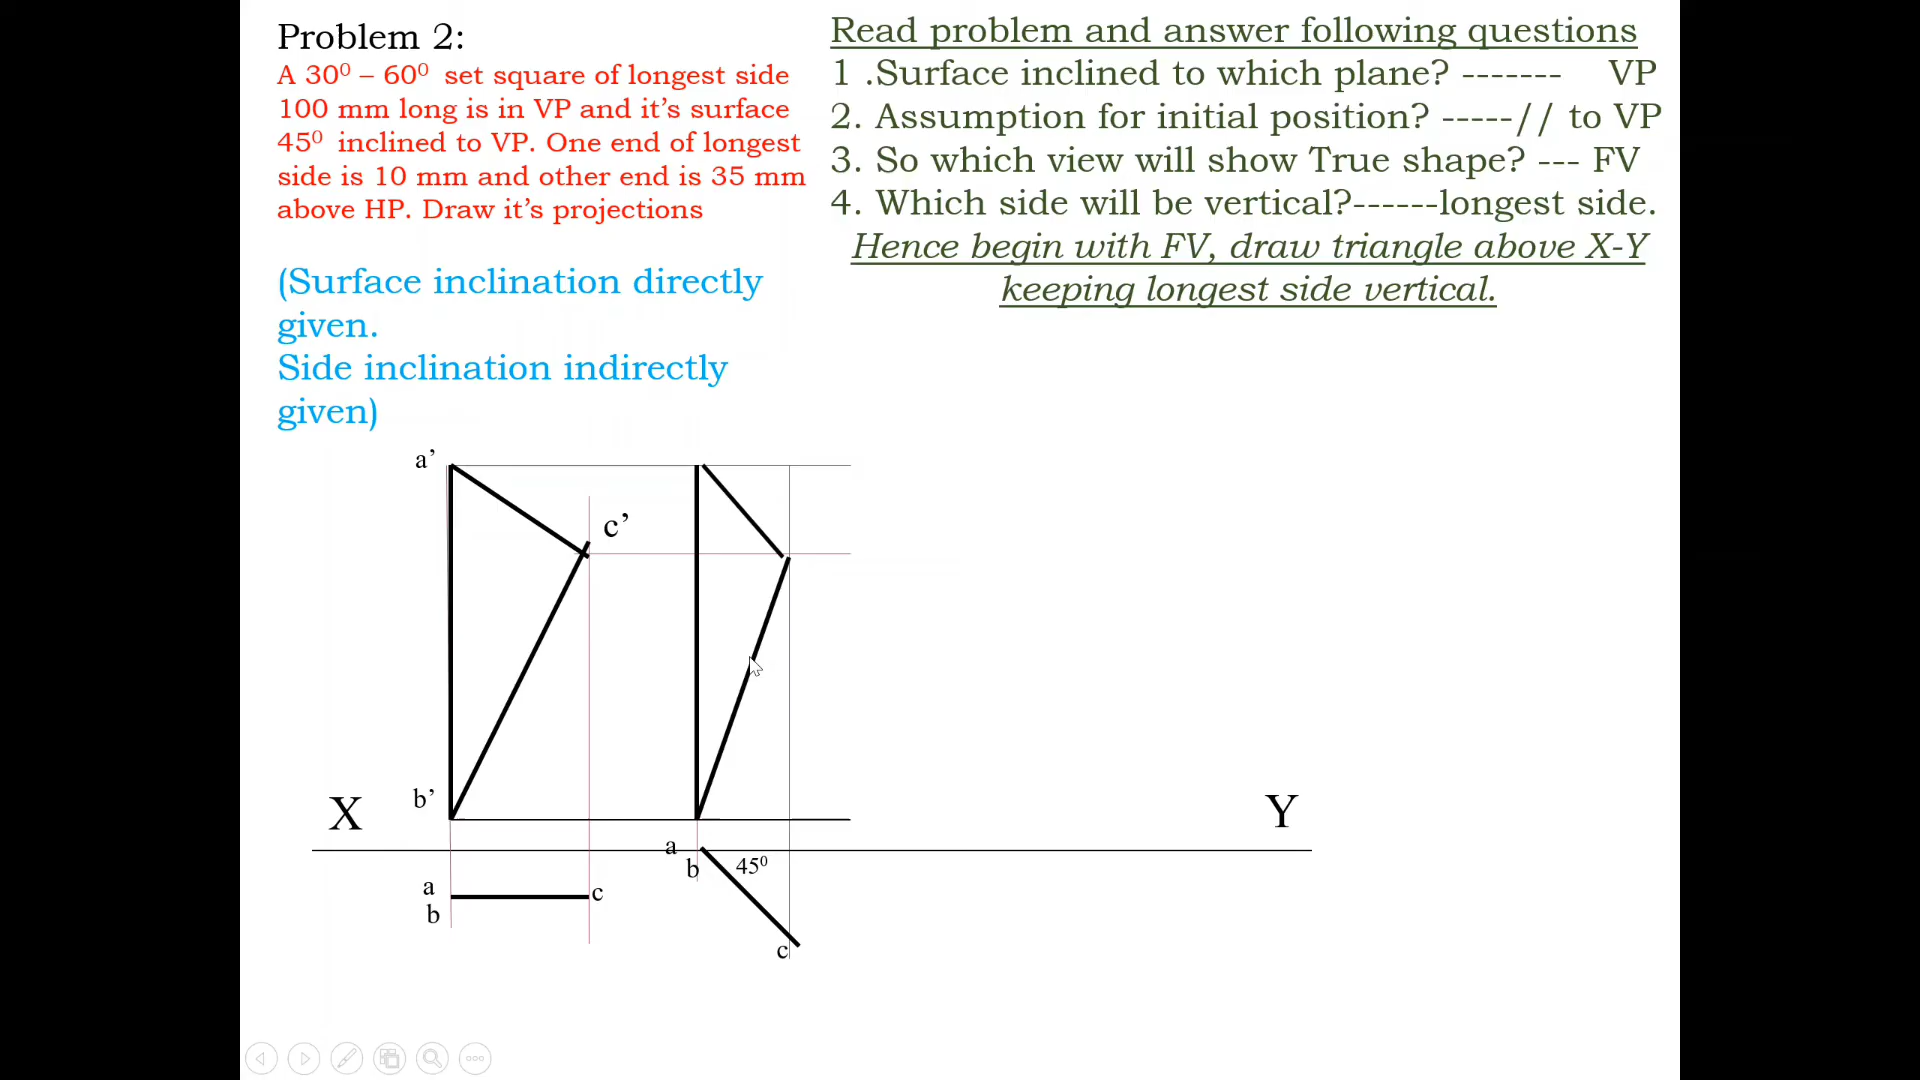 Problem 2:
A 30⁰ – 60⁰ set square of longest side
100 mm long is in VP and it’s surface
45⁰ inclined to VP. One end of longest
side is 10 mm and other end is 35 mm
above HP. Draw it’s projections
(Surface inclination directly
given.
Side inclination indirectly
given)
Read problem and answer following questions
1 .Surface inclined to which plane? ------- VP
2. Assumption for initial position? -----// to VP
3. So which view will show True shape? --- FV
4. Which side will be vertical?------longest side.
Hence begin with FV, draw triangle above X-Y
keeping longest side vertical.
a’
c’
b’
X
Y
a
b
45⁰
a
b
c
c